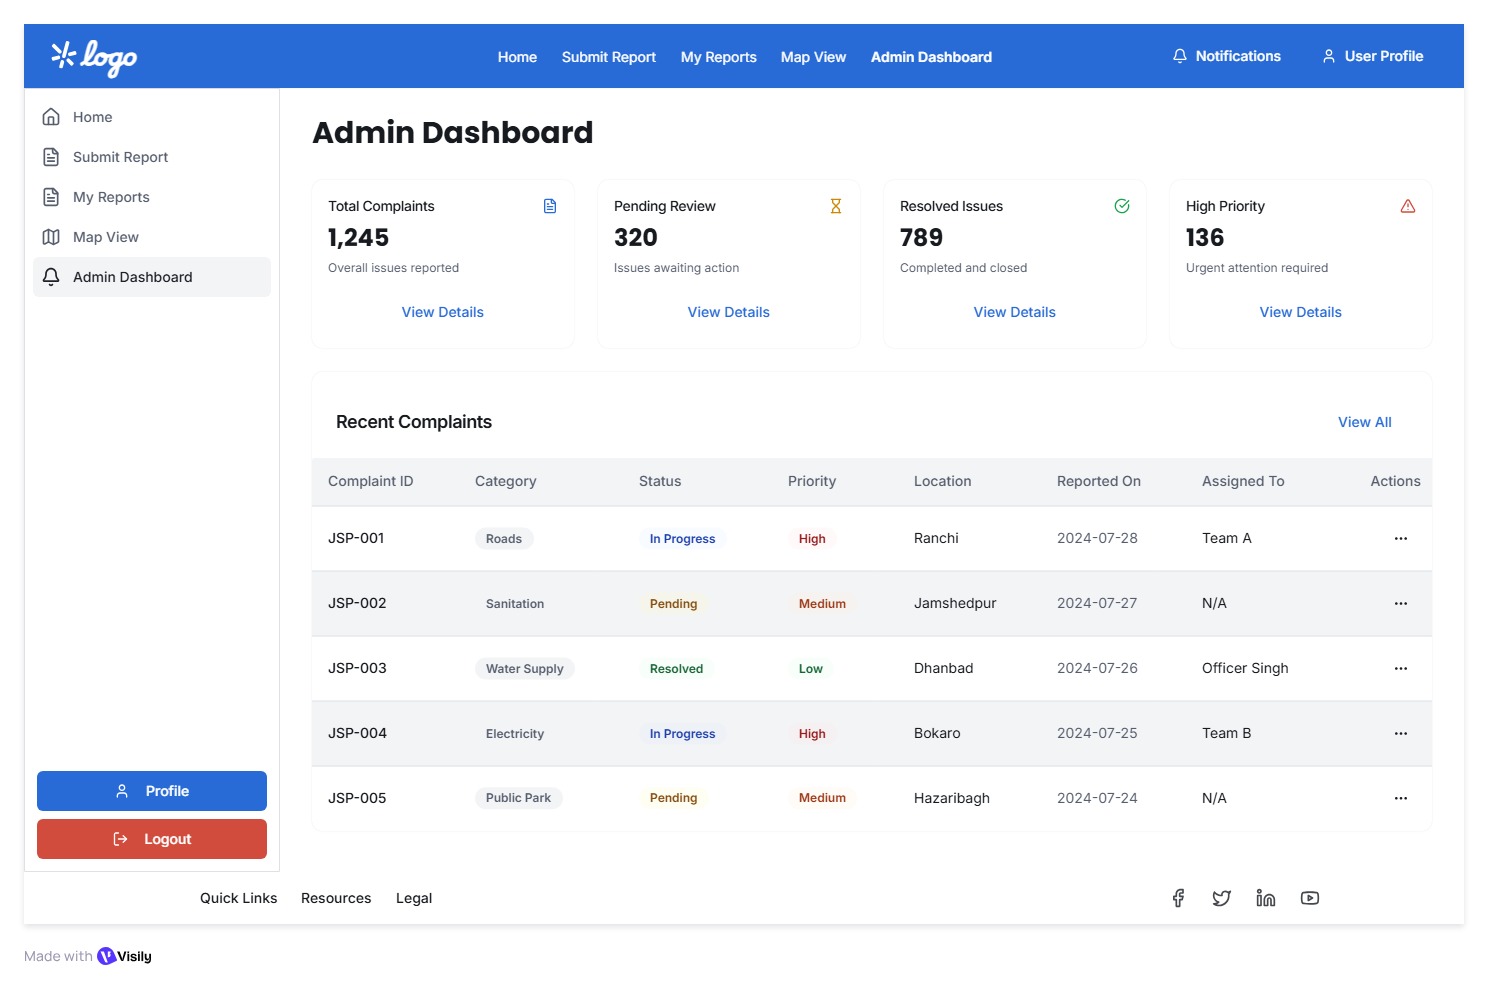 logo
Home Submit Report My Reports Map View Admin Dashboard
Notifications User Profile
Home
Submit Report
My Reports
Map View
Admin Dashboard
Profile
Logout
Admin Dashboard
Total Complaints
1,245
Overall issues reported
View Details
Pending Review
320
Issues awaiting action
View Details
Resolved Issues
789
Completed and closed
View Details
High Priority
136
Urgent attention required
View Details
Recent Complaints View All
Complaint ID Category Status Priority Location Reported On Assigned To Actions
JSP-001 Roads In Progress High Ranchi 2024-07-28 Team A ...
JSP-002 Sanitation Pending Medium Jamshedpur 2024-07-27 N/A ...
JSP-003 Water Supply Resolved Low Dhanbad 2024-07-26 Officer Singh ...
JSP-004 Electricity In Progress High Bokaro 2024-07-25 Team B ...
JSP-005 Public Park Pending Medium Hazaribagh 2024-07-24 N/A ...
Quick Links Resources Legal
Made with Visily